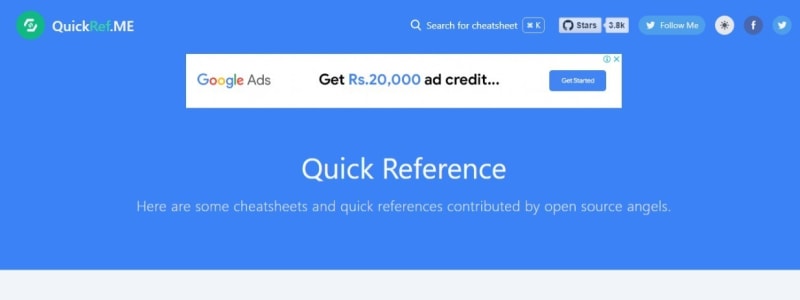 QuickRef.ME
Search for cheatsheet ⌘ K
Stars 3.8k
Follow Me
Google Ads
Get Rs.20,000 ad credit...
Get Started
Quick Reference
Here are some cheatsheets and quick references contributed by open source angels.